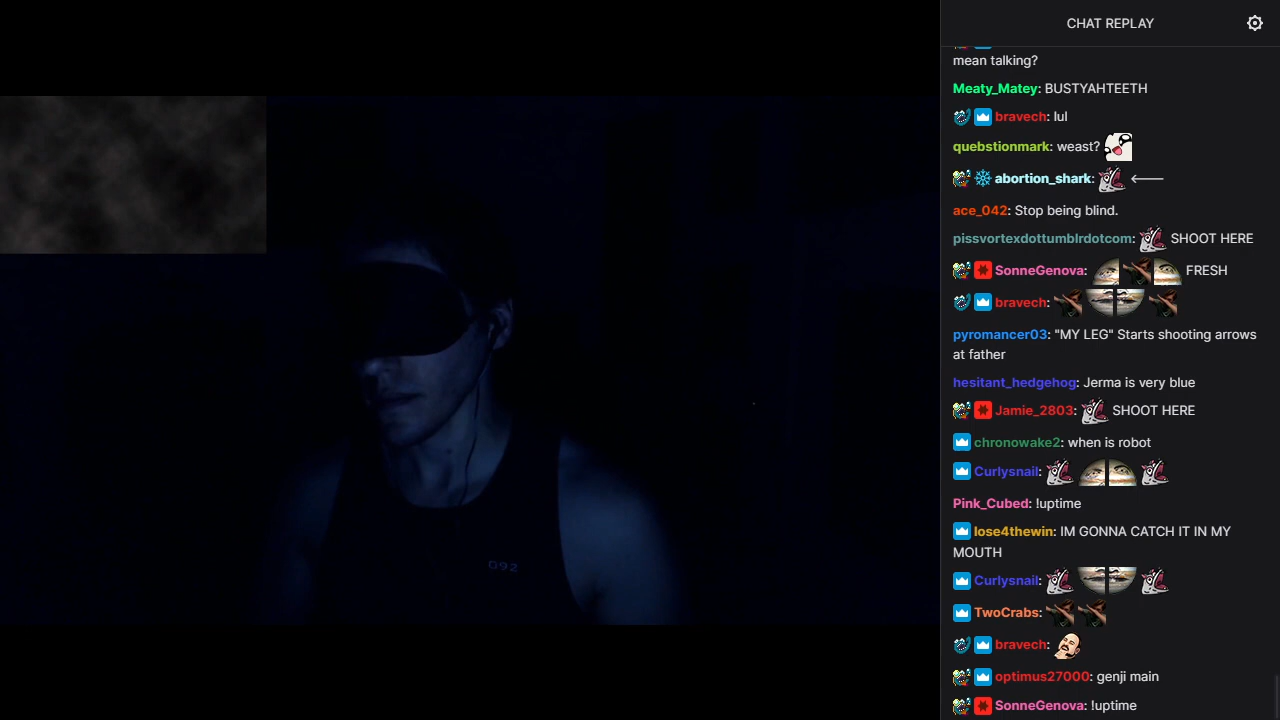 CHAT REPLAY
mean talking?
Meaty_Matey: BUSTYAHTEETH
bravech: lul
quebstionmark: weast?
abortion_shark: <—
ace_042: Stop being blind.
pissvortexdottumblrdotcom: SHOOT HERE
SonneGenova: FRESH
bravech:
pyromancer03: "MY LEG" Starts shooting arrows
at father
hesitant_hedgehog: Jerma is very blue
Jamie_2803: SHOOT HERE
chronowake2: when is robot
Curlysnail:
Pink_Cubed: !uptime
lose4thewin: IM GONNA CATCH IT IN MY
MOUTH
Curlysnail:
TwoCrabs:
bravech:
optimus27000: genji main
SonneGenova: !uptime
092